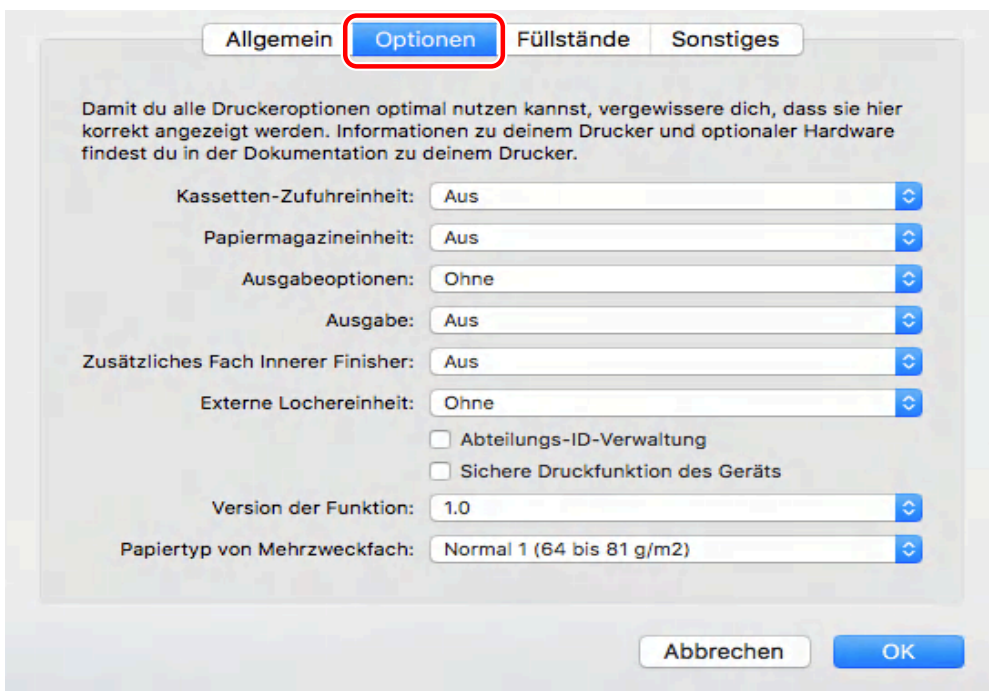 Allgemein Optionen Füllstände Sonstiges
Damit du alle Druckeroptionen optimal nutzen kannst, vergewissere dich, dass sie hier
korrekt angezeigt werden. Informationen zu deinem Drucker und optionaler Hardware
findest du in der Dokumentation zu deinem Drucker.
Kassetten-Zufuhreinheit: Aus
Papiermagazineinheit: Aus
Ausgabeoptionen: Ohne
Ausgabe: Aus
Zusätzliches Fach Innerer Finisher: Aus
Externe Lochereinheit: Ohne
Abteilungs-ID-Verwaltung
Sichere Druckfunktion des Geräts
Version der Funktion: 1.0
Papiertyp von Mehrzweckfach: Normal 1 (64 bis 81 g/m2)
Abbrechen OK